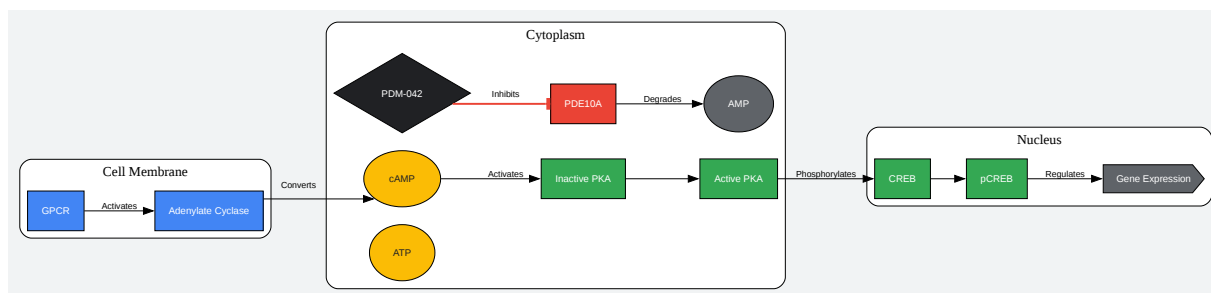 Cytoplasm
PDM-042
Inhibits
PDE10A
Degrades
AMP
Cell Membrane
GPCR
Activates
Adenylate Cyclase
Converts
cAMP
Activates
Inactive PKA
Active PKA
Phosphorylates
ATP
Nucleus
CREB
pCREB
Regulates
Gene Expression